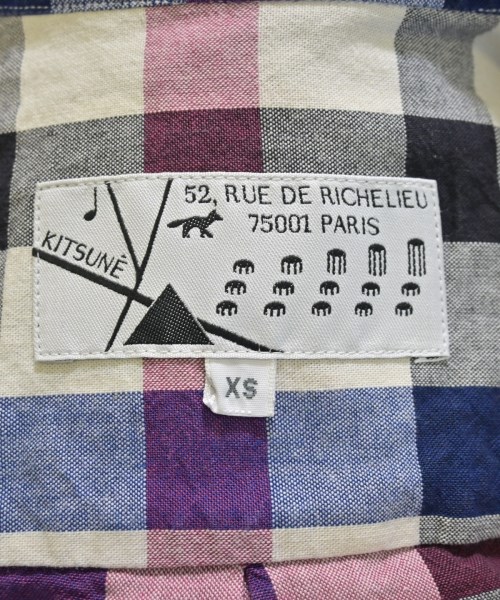 52, RUE DE RICHELIEU
75001 PARIS
KITSUNÉ
XS